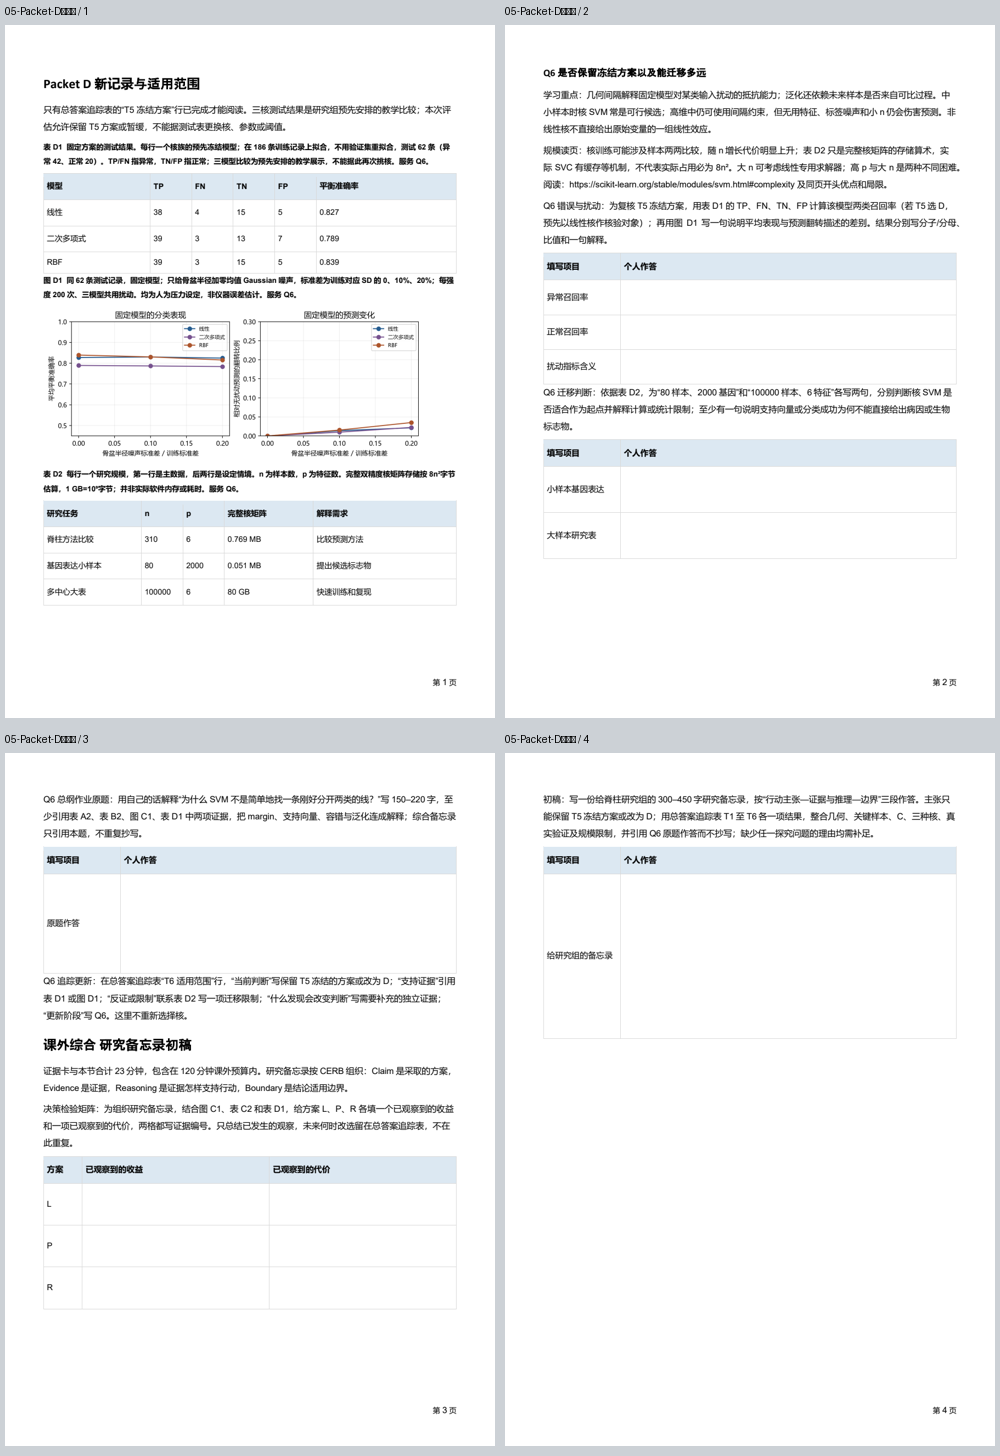 05-Packet-D / 1
Packet D 新记录与适用范围
只有总答案追踪表的“T5 冻结方案”行已完成才能阅读。三核测试结果是研究组预先安排的教学比较；本次评
估允许保留 T5 方案或暂缓，不能据测试表更换核、参数或阈值。
表 D1 固定方案的测试结果。每行一个核族的预先冻结模型；在 186 条训练记录上拟合，不用验证集重拟合，测试 62 条（异
常 42、正常 20）。TP/FN 指异常，TN/FP 指正常；三模型比较为预先安排的教学展示，不能据此再次挑核。服务 Q6。
模型 TP FN TN FP 平衡准确率
线性 38 4 15 5 0.827
二次多项式 39 3 13 7 0.789
RBF 39 3 15 5 0.839
图 D1 同 62 条测试记录，固定模型；只给骨盆半径加零均值 Gaussian 噪声，标准差为训练对应 SD 的 0、10%、20%；每强
度 200 次、三模型共用扰动。均为人为压力设定，非仪器误差估计。服务 Q6。
固定模型的分类表现
平均平衡准确率
1.0
0.9
0.8
0.7
0.6
0.5
0.00 0.05 0.10 0.15 0.20
骨盆半径噪声标准差 / 训练标准差
线性
二次多项式
RBF
固定模型的预测变化
相对无扰动预测的翻转比例
0.30
0.25
0.20
0.15
0.10
0.05
0.00
0.00 0.05 0.10 0.15 0.20
骨盆半径噪声标准差 / 训练标准差
线性
二次多项式
RBF
表 D2 每行一个研究规模，第一行是主数据，后两行是设定情境。n 为样本数，p 为特征数。完整双精度核矩阵存储按 8n²字节
估算，1 GB=10⁹字节；并非实际软件内存或耗时。服务 Q6。
研究任务 n p 完整核矩阵 解释需求
脊柱方法比较 310 6 0.769 MB 比较预测方法
基因表达小样本 80 2000 0.051 MB 提出候选标志物
多中心大表 100000 6 80 GB 快速训练和复现
第 1 页
05-Packet-D / 2
Q6 是否保留冻结方案以及能迁移多远
学习重点：几何间隔解释固定模型对某类输入扰动的抵抗能力；泛化还依赖未来样本是否来自可比过程。中
小样本时核 SVM 常是可行候选；高维中仍可使用间隔约束，但无用特征、标签噪声和小 n 仍会伤害预测。非
线性核不直接给出原始变量的一组线性效应。
规模读页：核训练可能涉及样本两两比较，随 n 增长代价明显上升；表 D2 只是完整核矩阵的存储算术，实
际 SVC 有缓存等机制，不代表实际占用必为 8n²。大 n 可考虑线性专用求解器；高 p 与大 n 是两种不同困难。
阅读：https://scikit-learn.org/stable/modules/svm.html#complexity 及同页开头优点和局限。
Q6 错误与扰动：为复核 T5 冻结方案，用表 D1 的 TP、FN、TN、FP 计算该模型两类召回率（若 T5 选 D，
预先以线性核作核验对象）；再用图 D1 写一句说明平均表现与预测翻转的差别。结果分别写分子/分母、
比值和一句解释。
填写项目 个人作答
异常召回率
正常召回率
扰动指标含义
Q6 迁移判断：依据表 D2，为“80 样本、2000 基因”和“100000 样本、6 特征”各写两句，分别判断核 SVM 是
否适合作为起点并解释计算或统计限制；至少有一句说明支持向量或分类成功为何不能直接给出病因或生物
标志物。
填写项目 个人作答
小样本基因表达
大样本研究表
第 2 页
05-Packet-D / 3
Q6 总纲作业原题：用自己的话解释“为什么 SVM 不是简单地找一条刚好分开两类的线？”写 150–220 字，至
少引用表 A2、表 B2、图 C1、表 D1 中两项证据，把 margin、支持向量、容错与泛化连成解释；综合备忘录
只引用本题，不重复抄写。
填写项目 个人作答
原题作答
Q6 追踪更新：在总答案追踪表“T6 适用范围”行，“当前判断”写保留 T5 冻结的方案或改为 D；“支持证据”引用
表 D1 或图 D1；“反证或限制”联系表 D2 写一项迁移限制；“什么发现会改变判断”写需要补充的独立证据；
“更新阶段”写 Q6。这里不重新选择核。
课外综合 研究备忘录初稿
证据卡与本节合计 23 分钟，包含在 120 分钟课外预算内。研究备忘录按 CERB 组织：Claim 是采取的方案，
Evidence 是证据，Reasoning 是证据怎样支持行动，Boundary 是结论适用边界。
决策检验矩阵：为组织研究备忘录，结合图 C1、表 C2 和表 D1，给方案 L、P、R 各填一个已观察到的收益
和一项已观察到的代价，两格都写证据编号。只总结已发生的观察，未来何时改选留在总答案追踪表，不在
此重复。
方案 已观察到的收益 已观察到的代价
L
P
R
第 3 页
05-Packet-D / 4
初稿：写一份给脊柱研究组的 300–450 字研究备忘录，按“行动主张—证据与推理—边界”三段作答。主张只
能保留 T5 冻结方案或改为 D；用总答案追踪表 T1 至 T6 各一项结果，整合几何、关键样本、C、三种核、真
实验证及规模限制，并引用 Q6 原题作答而不抄写；缺少任一探究问题的理由均需补足。
填写项目 个人作答
给研究组的备忘录
第 4 页